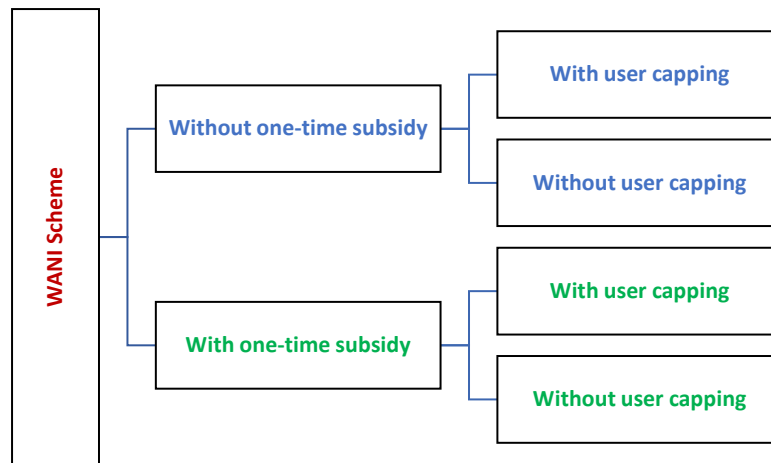 WANI Scheme
Without one-time subsidy
With user capping
Without user capping
With one-time subsidy
With user capping
Without user capping